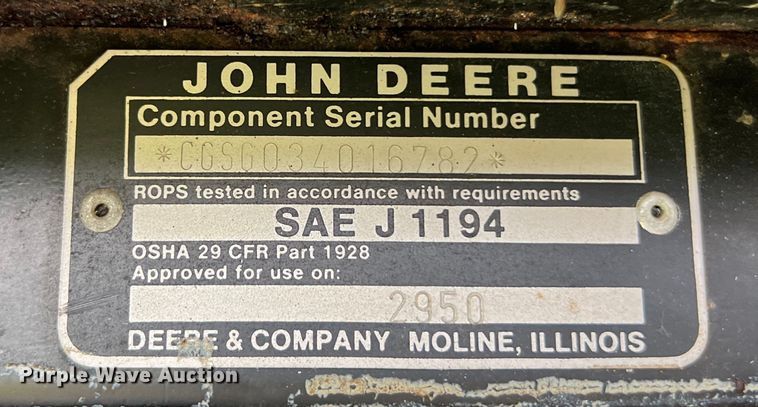 JOHN DEERE
Component Serial Number
*CGSG034016782*
ROPS tested in accordance with requirements
SAE J 1194
OSHA 29 CFR Part 1928
Approved for use on:
2950
DEERE & COMPANY MOLINE, ILLINOIS
Purple Wave Auction